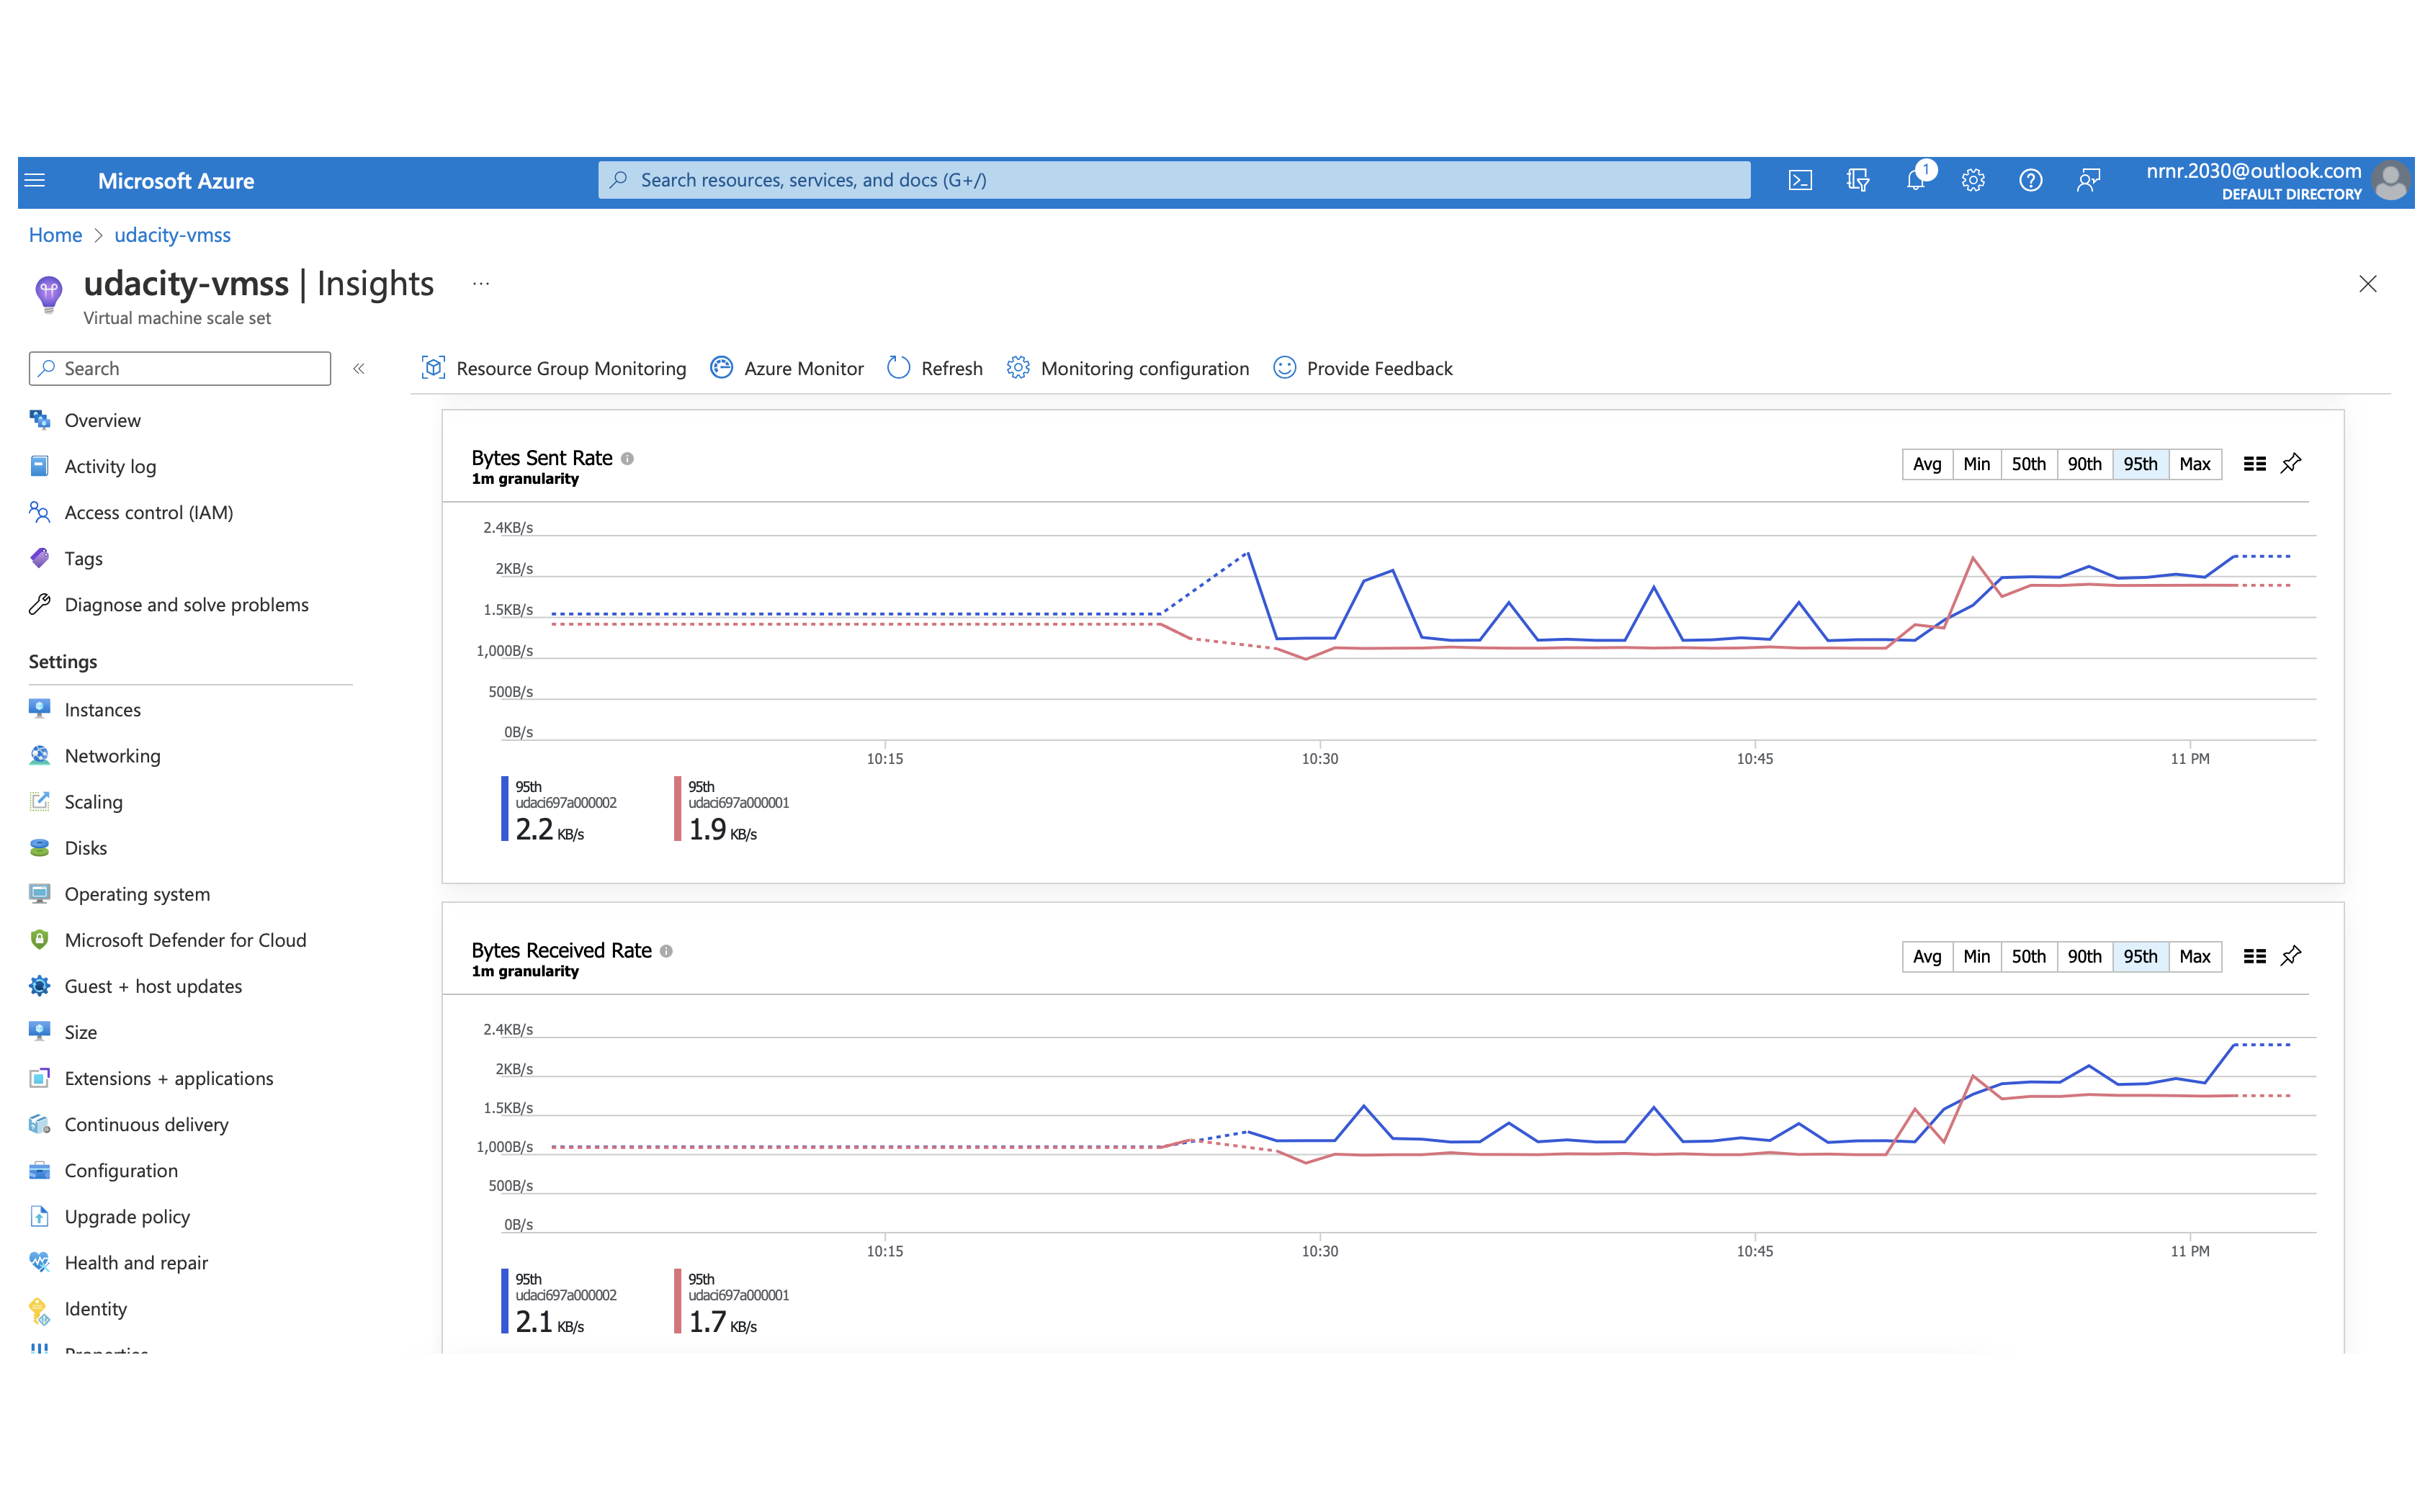 Microsoft Azure
Search resources, services, and docs (G+/)
1
nrnr.2030@outlook.com
DEFAULT DIRECTORY
Home > udacity-vmss
udacity-vmss | Insights ...
Virtual machine scale set
Search
«
Overview
Activity log
Access control (IAM)
Tags
Diagnose and solve problems
Settings
Instances
Networking
Scaling
Disks
Operating system
Microsoft Defender for Cloud
Guest + host updates
Size
Extensions + applications
Continuous delivery
Configuration
Upgrade policy
Health and repair
Identity
Properties
Resource Group Monitoring
Azure Monitor
Refresh
Monitoring configuration
Provide Feedback
Bytes Sent Rate
1m granularity
Avg Min 50th 90th 95th Max
2.4KB/s
2KB/s
1.5KB/s
1,000B/s
500B/s
0B/s
10:15 10:30 10:45 11 PM
95th
udaci697a000002
2.2 KB/s
95th
udaci697a000001
1.9 KB/s
Bytes Received Rate
1m granularity
Avg Min 50th 90th 95th Max
2.4KB/s
2KB/s
1.5KB/s
1,000B/s
500B/s
0B/s
10:15 10:30 10:45 11 PM
95th
udaci697a000002
2.1 KB/s
95th
udaci697a000001
1.7 KB/s